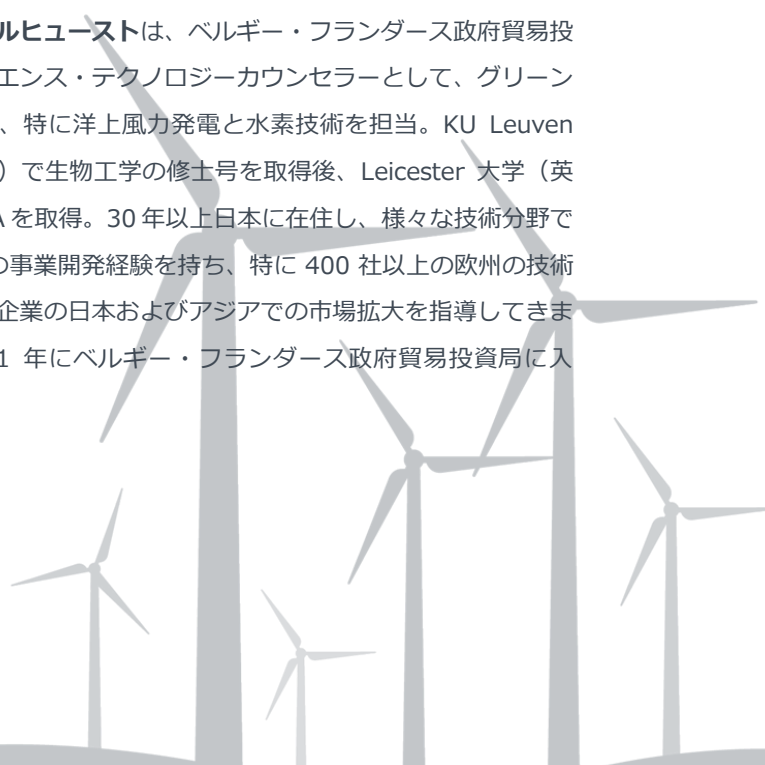 ルヒューストは、ベルギー・フランダース政府貿易投
エンス・テクノロジーカウンセラーとして、グリーン
、特に洋上風力発電と水素技術を担当。KU Leuven
）で生物工学の修士号を取得後、Leicester 大学（英
A を取得。30 年以上日本に在住し、様々な技術分野で
の事業開発経験を持ち、特に 400 社以上の欧州の技術
企業の日本およびアジアでの市場拡大を指導してきま
1 年にベルギー・フランダース政府貿易投資局に入